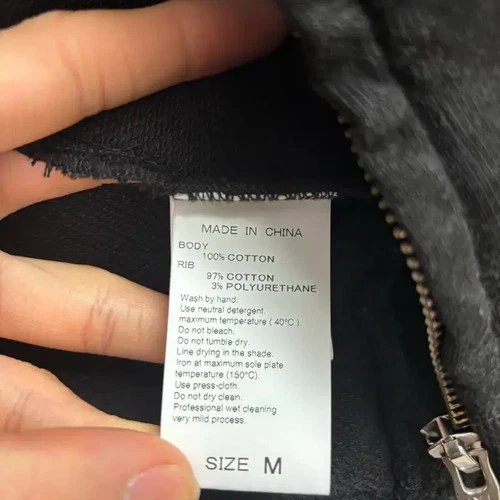 MADE IN CHINA
BODY
100% COTTON
RIB
97% COTTON
3% POLYURETHANE
Wash by hand.
Use neutral detergent.
maximum temperature ( 40°C ).
Do not bleach.
Do not tumble dry.
Line drying in the shade.
Iron at maximum sole plate
temperature (150°C).
Use press-cloth.
Do not dry clean.
Professional wet cleaning
very mild process.
SIZE M